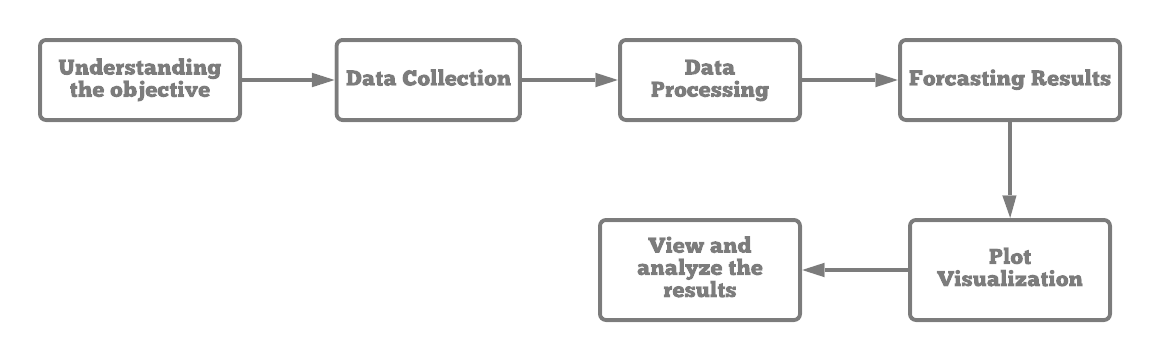 Understanding
the objective
Data Collection
Data
Processing
Forcasting Results
View and
analyze the
results
Plot
Visualization